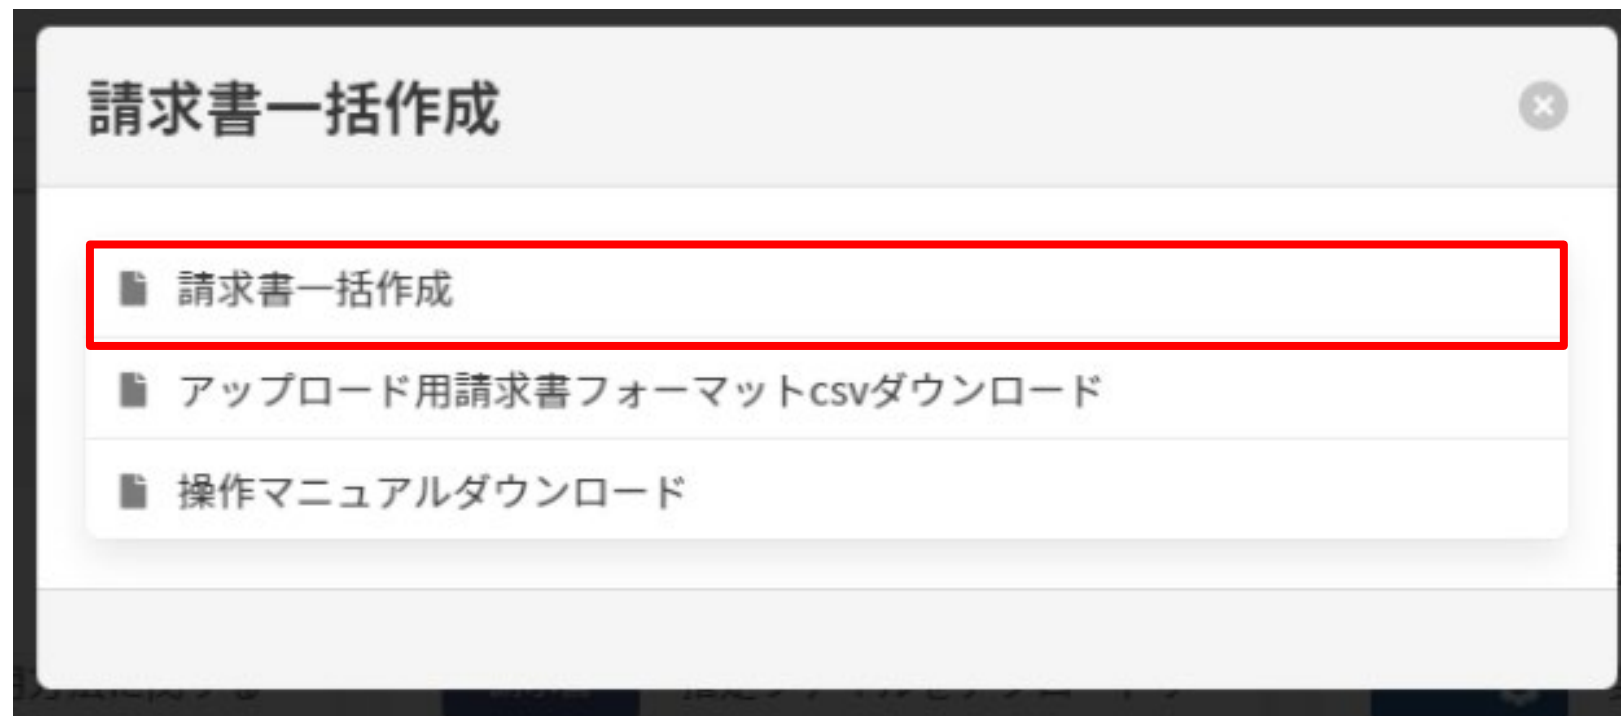 請求書一括作成
請求書一括作成
アップロード用請求書フォーマットcsvダウンロード
操作マニュアルダウンロード